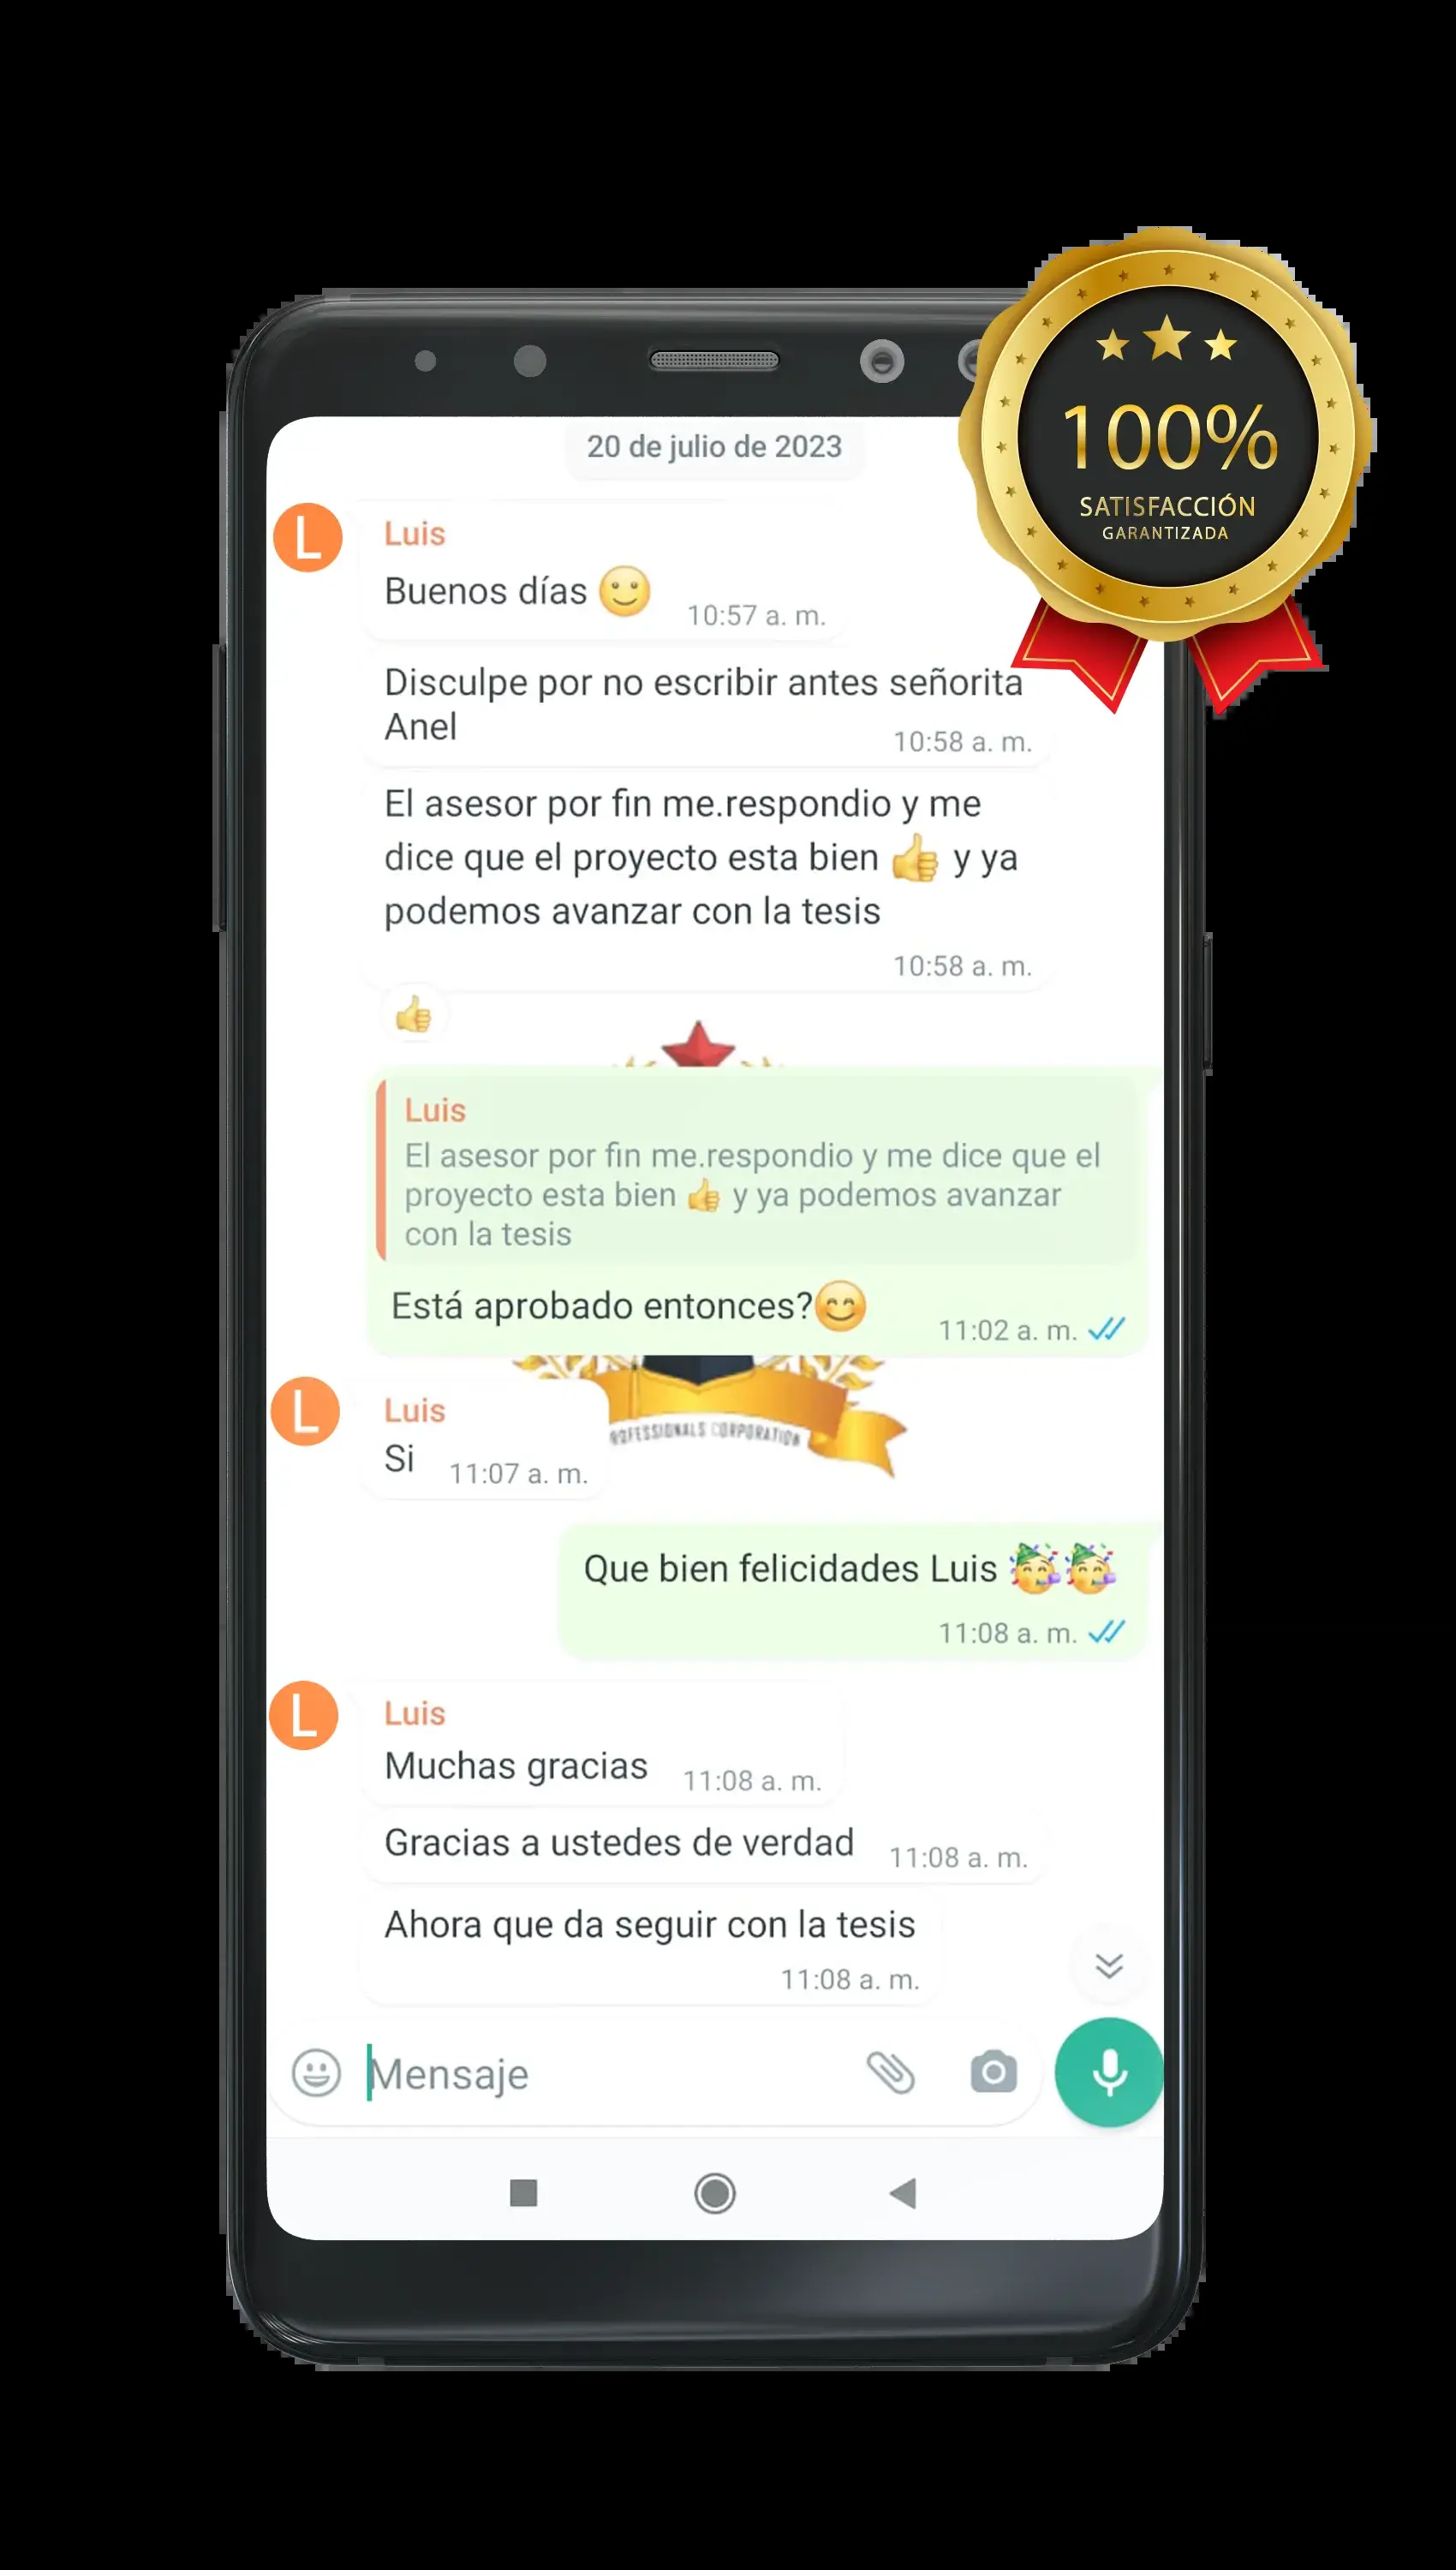 100%
SATISFACCIÓN
GARANTIZADA
20 de julio de 2023
L
Luis
Buenos días 🙂
10:57 a. m.
Disculpe por no escribir antes señorita
Anel
10:58 a. m.
El asesor por fin me.respondio y me
dice que el proyecto esta bien 👍 y ya
podemos avanzar con la tesis
10:58 a. m.
👍
Luis
El asesor por fin me.respondio y me dice que el
proyecto esta bien 👍 y ya podemos avanzar
con la tesis
Está aprobado entonces?😊
11:02 a. m.
L
Luis
Si
11:07 a. m.
CORPORATION
Que bien felicidades Luis 🥳🥳
11:08 a. m.
L
Luis
Muchas gracias
11:08 a. m.
Gracias a ustedes de verdad
11:08 a. m.
Ahora que da seguir con la tesis
11:08 a. m.
Mensaje